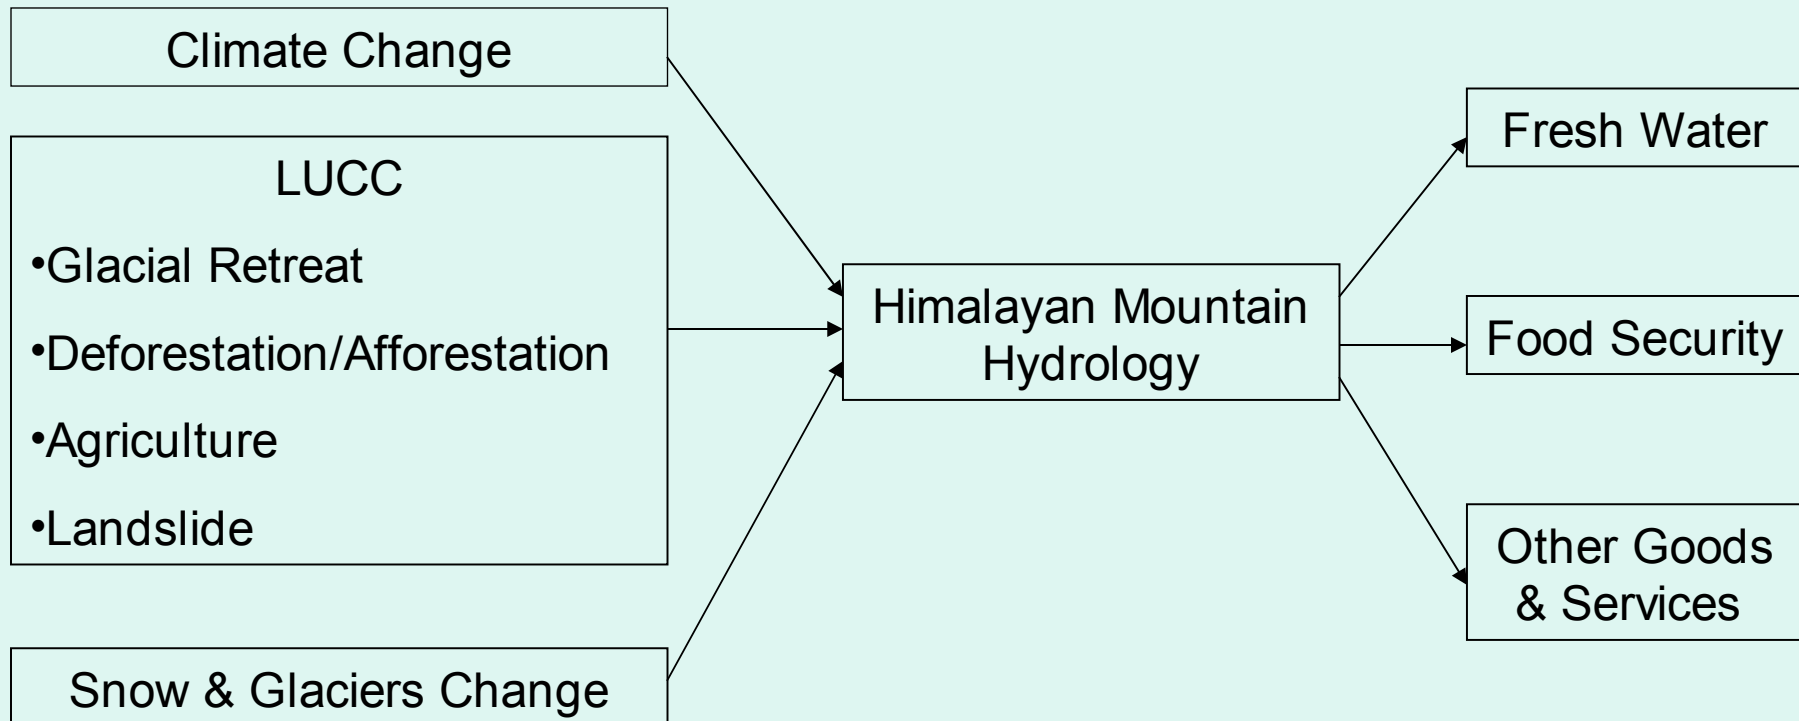 Climate Change
LUCC
•Glacial Retreat
•Deforestation/Afforestation
•Agriculture
•Landslide
Snow & Glaciers Change
Himalayan Mountain
Hydrology
Fresh Water
Food Security
Other Goods
& Services